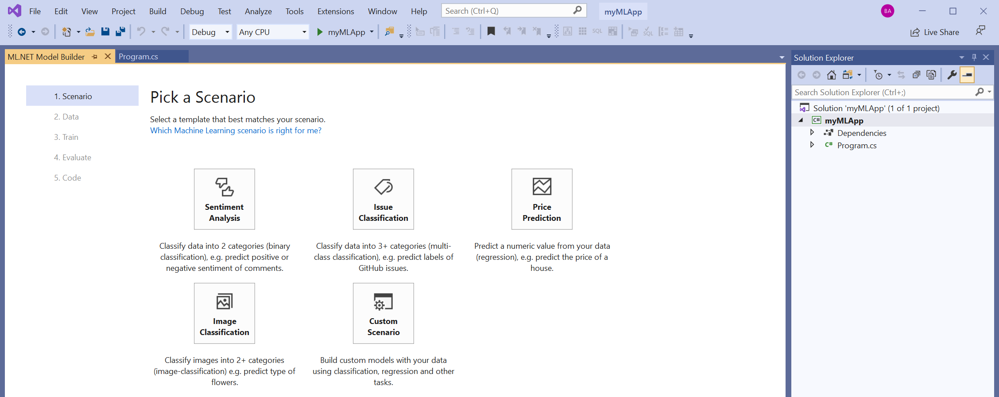 File Edit View Project Build Debug Test Analyze Tools Extensions Window Help Search (Ctrl+Q) myMLApp BA
Debug Any CPU myMLApp SQL SQL Live Share
ML.NET Model Builder Program.cs
Solution Explorer
Search Solution Explorer (Ctrl+;)
Solution 'myMLApp' (1 of 1 project)
C# myMLApp
Dependencies
C# Program.cs
1. Scenario
2. Data
3. Train
4. Evaluate
5. Code
Pick a Scenario
Select a template that best matches your scenario.
Which Machine Learning scenario is right for me?
Sentiment
Analysis
Classify data into 2 categories (binary
classification), e.g. predict positive or
negative sentiment of comments.
Issue
Classification
Classify data into 3+ categories (multi-
class classification), e.g. predict labels of
GitHub issues.
Price
Prediction
Predict a numeric value from your data
(regression), e.g. predict the price of a
house.
Image
Classification
Classify images into 2+ categories
(image-classification) e.g. predict type of
flowers.
Custom
Scenario
Build custom models with your data
using classification, regression and other
tasks.